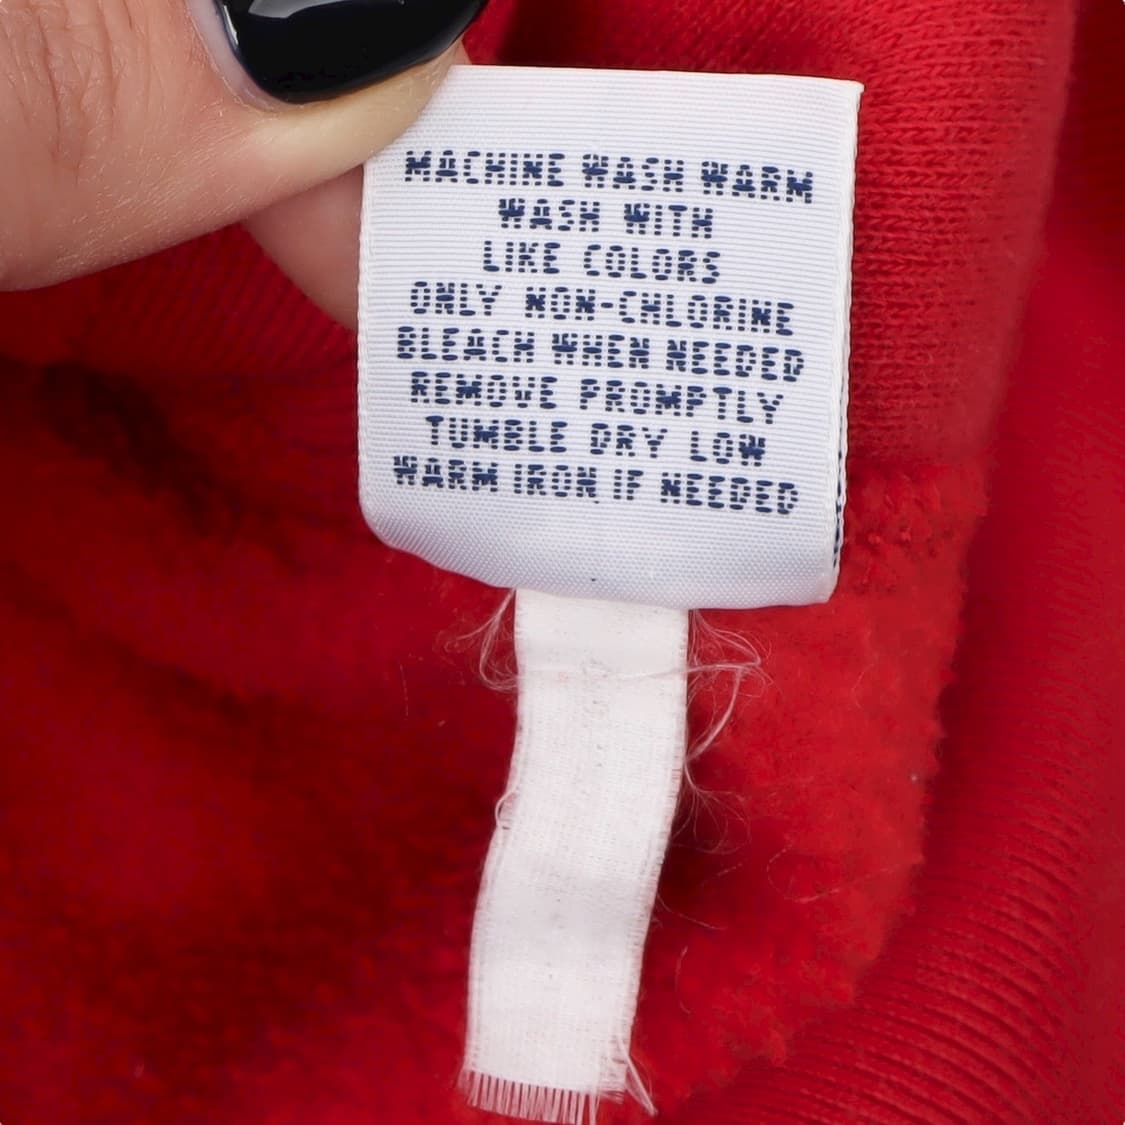 MACHINE WASH WARM
WASH WITH
LIKE COLORS
ONLY NON-CHLORINE
BLEACH WHEN NEEDED
REMOVE PROMPTLY
TUMBLE DRY LOW
WARM IRON IF NEEDED